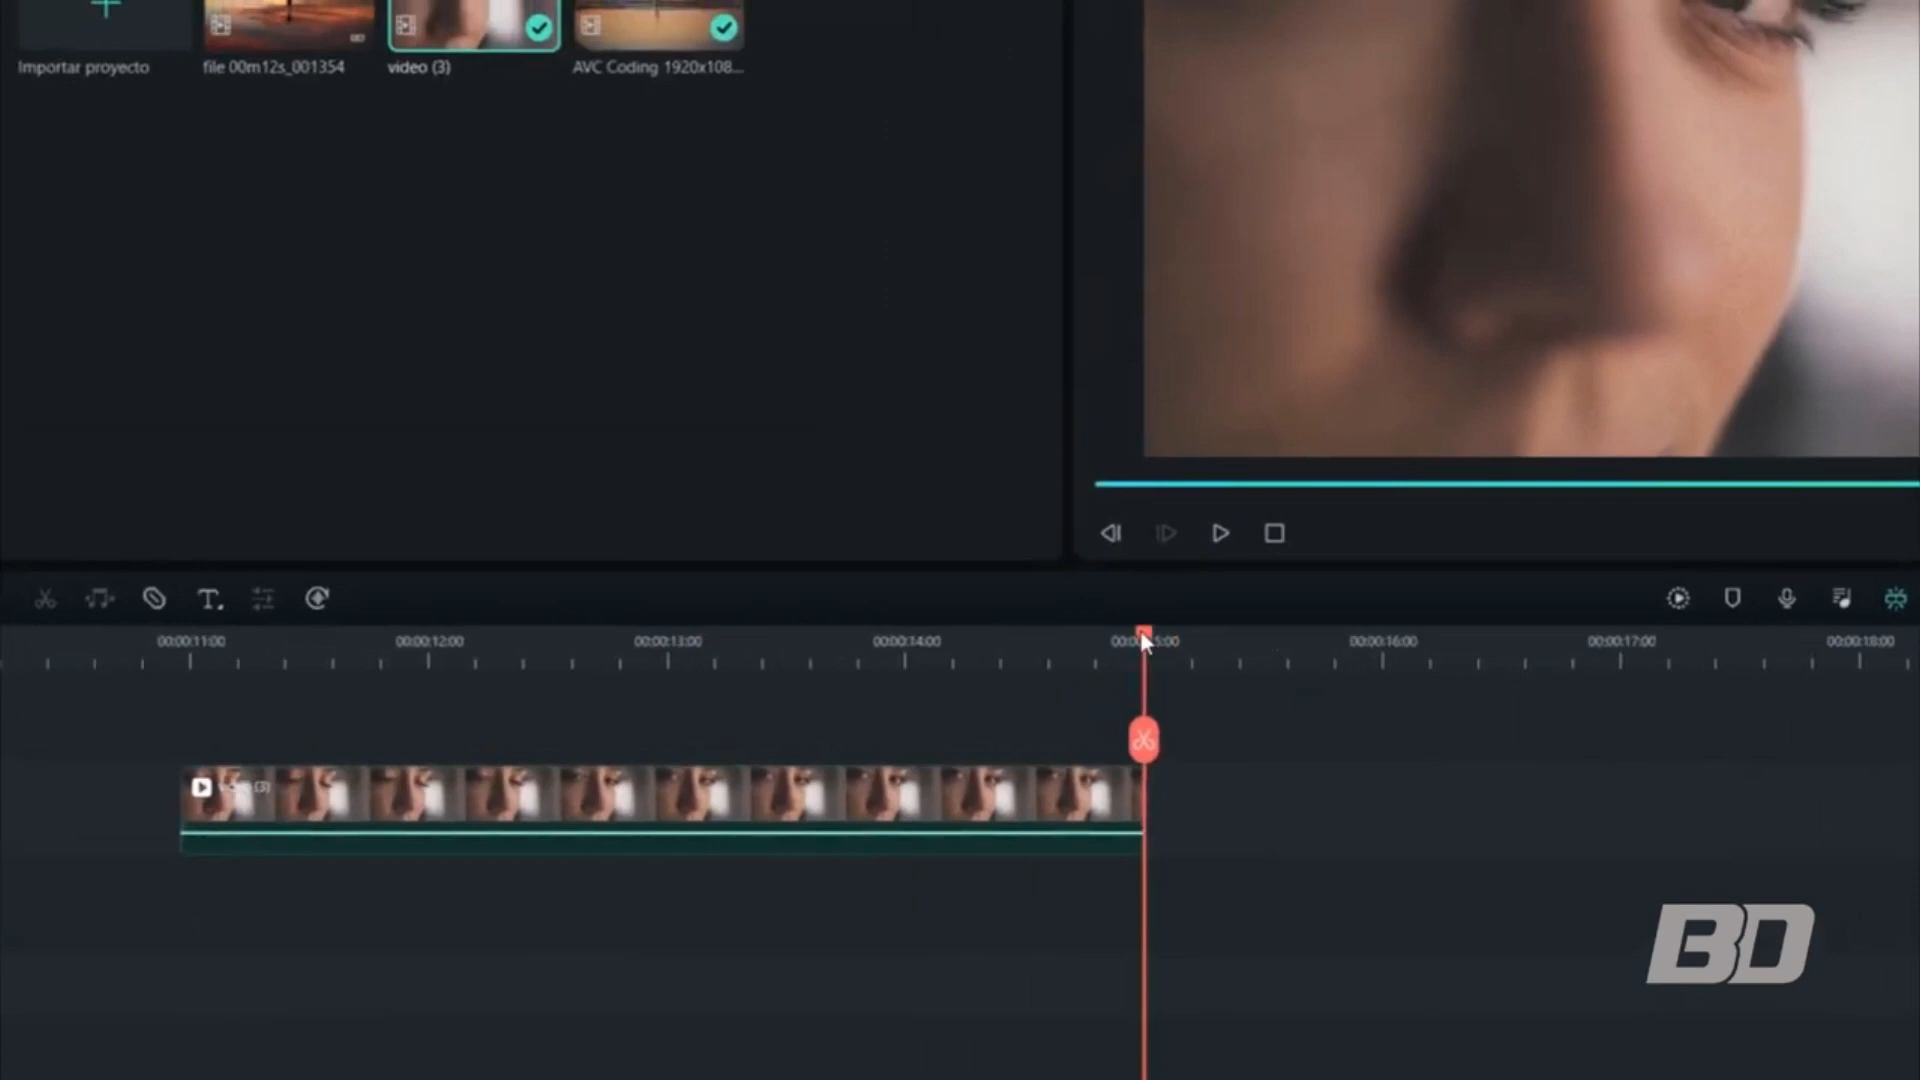 Importar proyecto
file 00m12s_001354
video (3)
AVC Coding 1920x108...
00:00:11:00
00:00:12:00
00:00:13:00
00:00:14:00
00:00:16:00
00:00:17:00
00:00:18:00
BD